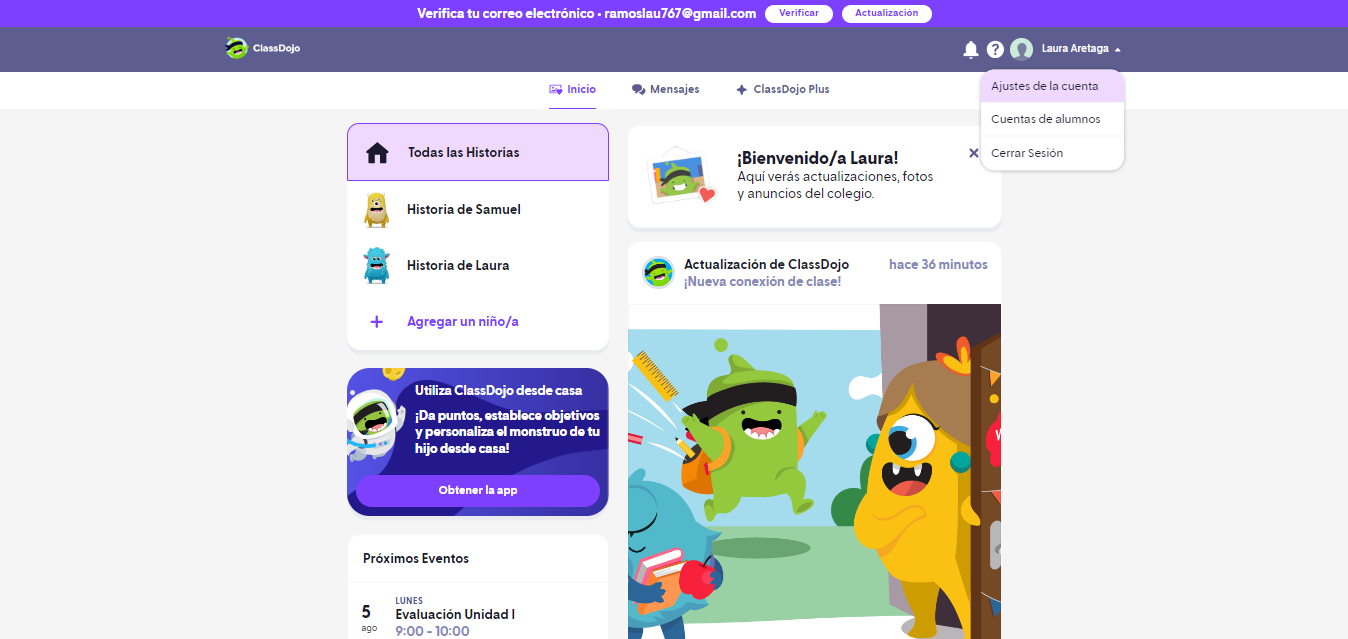 Verifica tu correo electrónico • ramoslau767@gmail.com
Verificar
Actualización
ClassDojo
Laura Aretaga
Inicio
Mensajes
ClassDojo Plus
Ajustes de la cuenta
Cuentas de alumnos
Cerrar Sesión
Todas las Historias
Historia de Samuel
Historia de Laura
Agregar un niño/a
Utiliza ClassDojo desde casa
¡Da puntos, establece objetivos
y personaliza el monstruo de tu
hijo desde casa!
Obtener la app
Próximos Eventos
5
ago
LUNES
Evaluación Unidad I
9:00 - 10:00
¡Bienvenido/a Laura!
Aquí verás actualizaciones, fotos
y anuncios del colegio.
Actualización de ClassDojo
hace 36 minutos
¡Nueva conexión de clase!